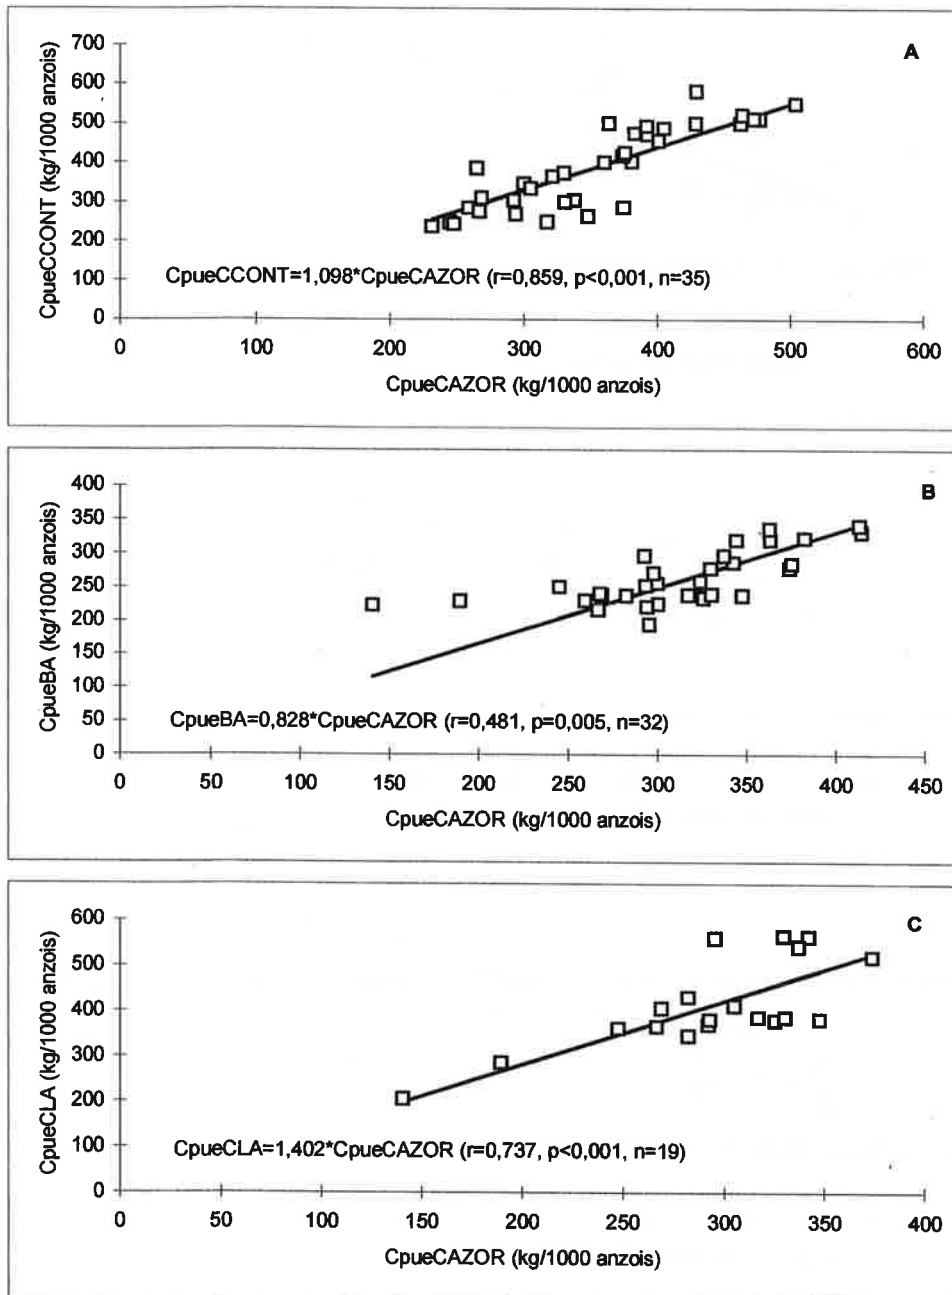 A
CpueCCONT (kg/1000 anzois)
700
600
500
400
300
200
100
0
CpueCCONT=1,098*CpueCAZOR (r=0,859, p<0,001, n=35)
0 100 200 300 400 500 600
CpueCAZOR (kg/1000 anzois)
B
CpueBA (kg/1000 anzois)
400
350
300
250
200
150
100
50
0
CpueBA=0,828*CpueCAZOR (r=0,481, p=0,005, n=32)
0 50 100 150 200 250 300 350 400 450
CpueCAZOR (kg/1000 anzois)
C
CpueCLA (kg/1000 anzois)
600
500
400
300
200
100
0
CpueCLA=1,402*CpueCAZOR (r=0,737, p<0,001, n=19)
0 50 100 150 200 250 300 350 400
CpueCAZOR (kg/1000 anzois)